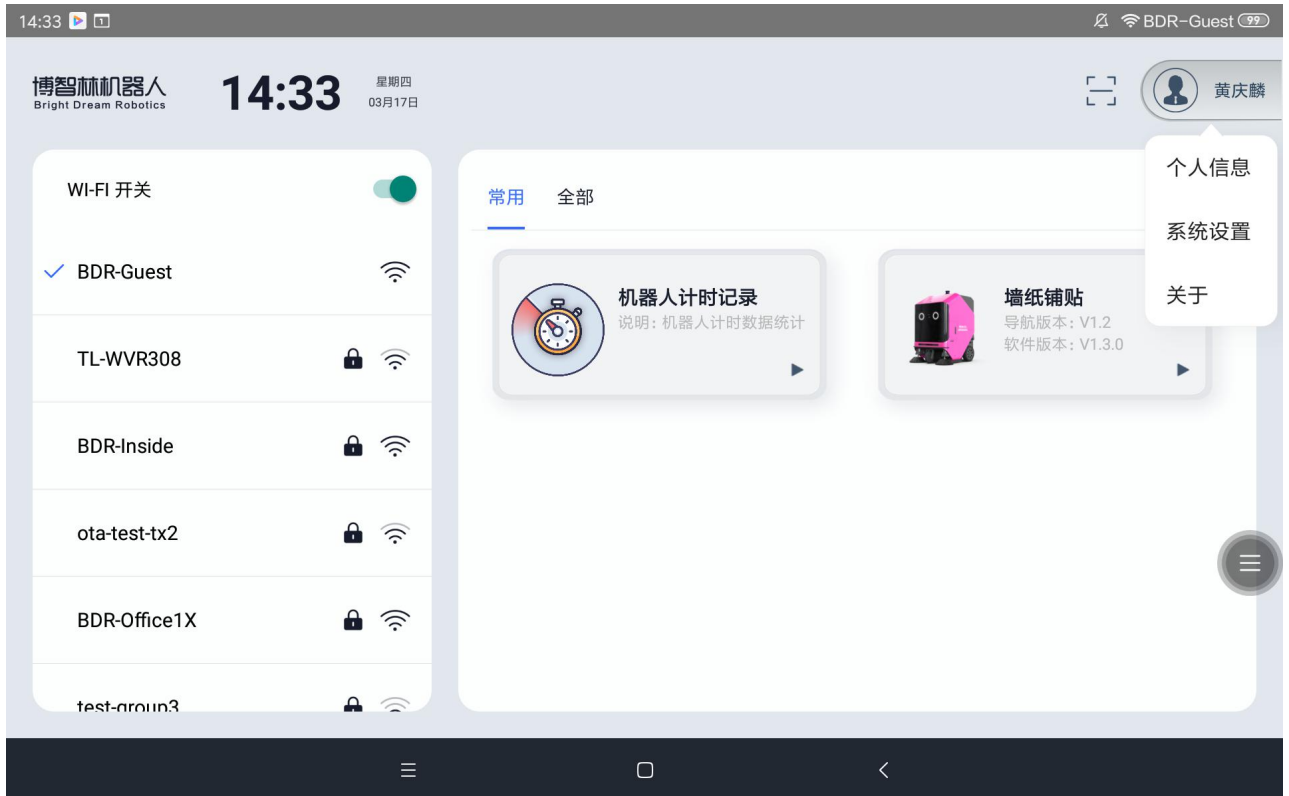 14:33
BDR-Guest 99
博智林机器人
Bright Dream Robotics
14:33
星期四
03月17日
黄庆麟
个人信息
系统设置
关于
WI-FI 开关
BDR-Guest
TL-WVR308
BDR-Inside
ota-test-tx2
BDR-Office1X
test-group3
常用 全部
机器人计时记录
说明：机器人计时数据统计
墙纸铺贴
导航版本：V1.2
软件版本：V1.3.0